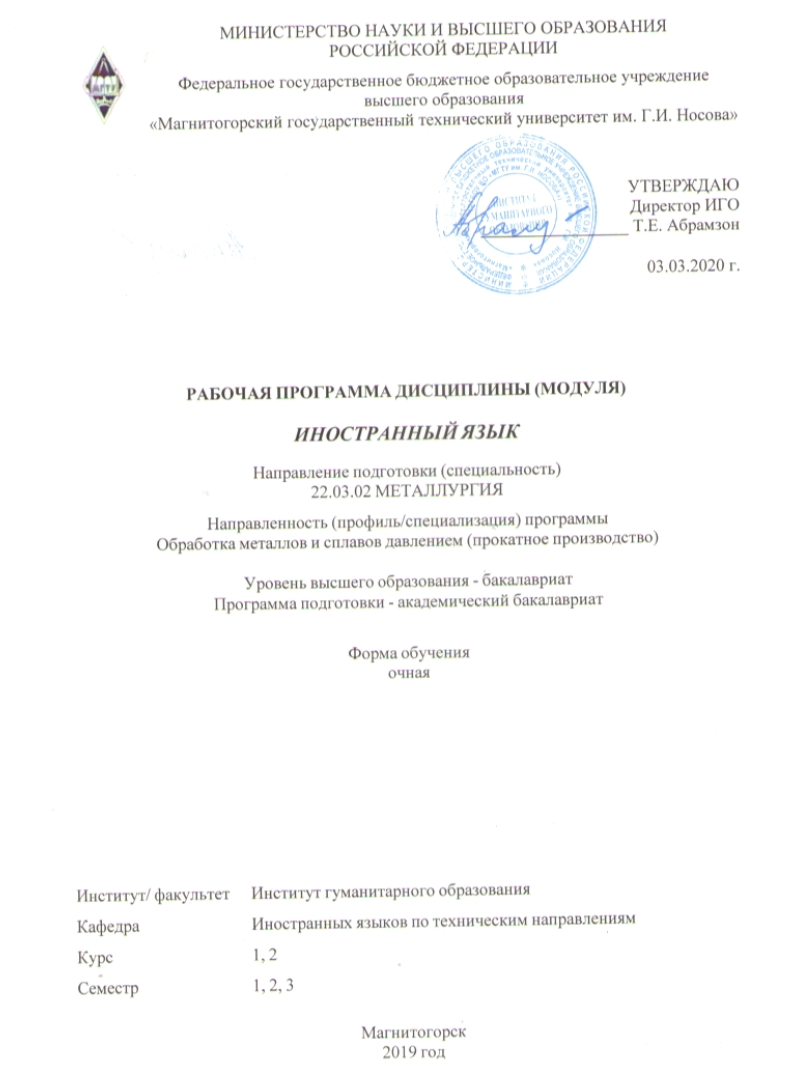 МИНИСТЕРСТВО НАУКИ И ВЫСШЕГО ОБРАЗОВАНИЯ
РОССИЙСКОЙ ФЕДЕРАЦИИ
Федеральное государственное бюджетное образовательное учреждение
высшего образования
«Магнитогорский государственный технический университет им. Г.И. Носова»
УТВЕРЖДАЮ
Директор ИГО
Т.Е. Абрамзон
03.03.2020 г.
РАБОЧАЯ ПРОГРАММА ДИСЦИПЛИНЫ (МОДУЛЯ)
ИНОСТРАННЫЙ ЯЗЫК
Направление подготовки (специальность)
22.03.02 МЕТАЛЛУРГИЯ
Направленность (профиль/специализация) программы
Обработка металлов и сплавов давлением (прокатное производство)
Уровень высшего образования - бакалавриат
Программа подготовки - академический бакалавриат
Форма обучения
очная
Институт/ факультет Институт гуманитарного образования
Кафедра Иностранных языков по техническим направлениям
Курс 1, 2
Семестр 1, 2, 3
Магнитогорск
2019 год